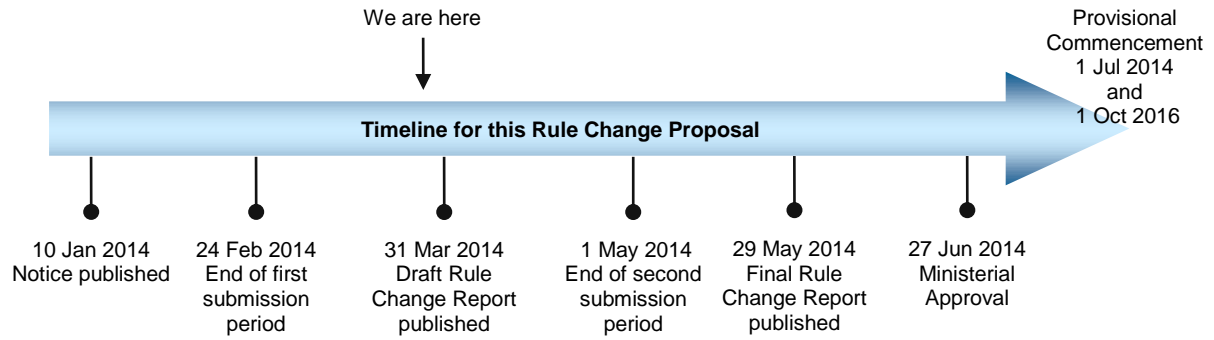 We are here
Provisional
Commencement
1 Jul 2014
and
1 Oct 2016
Timeline for this Rule Change Proposal
10 Jan 2014
Notice published
24 Feb 2014
End of first
submission
period
31 Mar 2014
Draft Rule
Change Report
published
1 May 2014
End of second
submission
period
29 May 2014
Final Rule
Change Report
published
27 Jun 2014
Ministerial
Approval